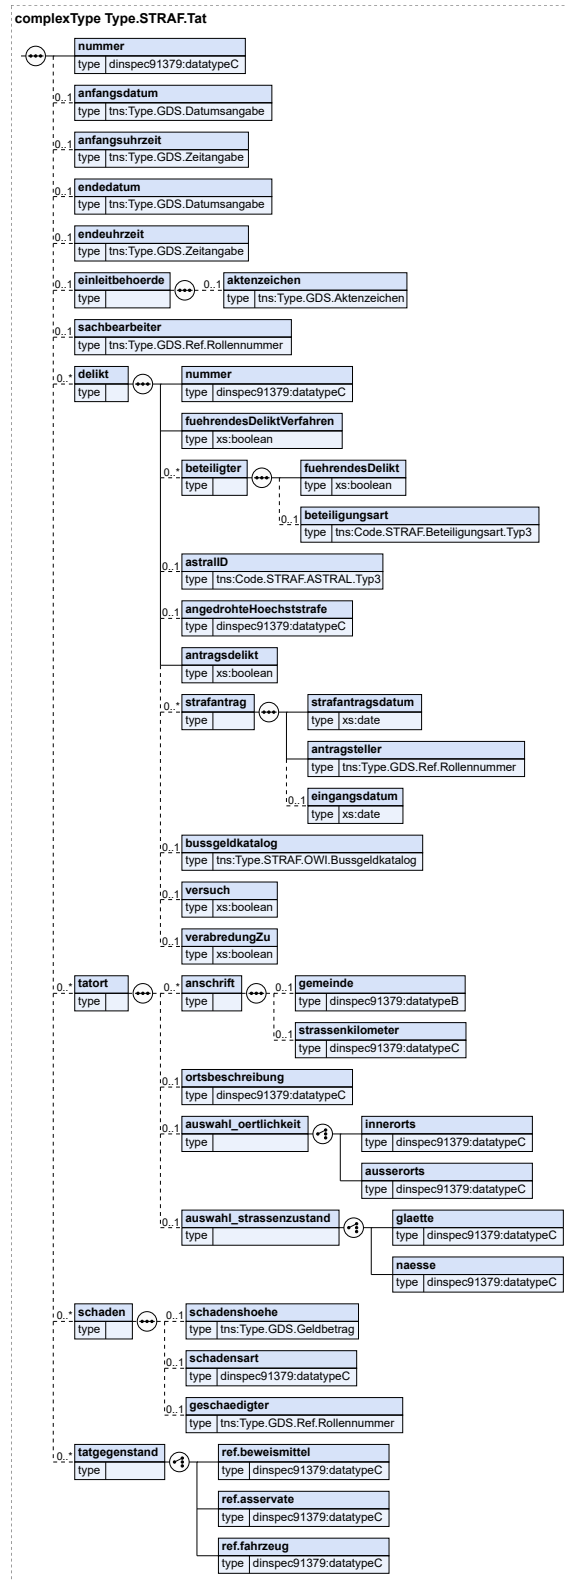 complexType Type.STRAF.Tat
nummer
type dinspec91379:datatypeC
0..1 anfangsdatum
type tns:Type.GDS.Datumsangabe
0..1 anfangsuhrzeit
type tns:Type.GDS.Zeitangabe
0..1 endedatum
type tns:Type.GDS.Datumsangabe
0..1 endeuhrzeit
type tns:Type.GDS.Zeitangabe
0..1 einleitbehoerde
type
0..1 aktenzeichen
type tns:Type.GDS.Aktenzeichen
0..1 sachbearbeiter
type tns:Type.GDS.Ref.Rollennummer
0..* delikt
type
nummer
type dinspec91379:datatypeC
fuehrendesDeliktVerfahren
type xs:boolean
0..* beteiligter
type
fuehrendesDelikt
type xs:boolean
0..1 beteiligungsart
type tns:Code.STRAF.Beteiligungsart.Typ3
0..1 astralID
type tns:Code.STRAF.ASTRAL.Typ3
0..1 angedrohteHoechststrafe
type dinspec91379:datatypeC
antragsdelikt
type xs:boolean
0..* strafantrag
type
strafantragsdatum
type xs:date
antragsteller
type tns:Type.GDS.Ref.Rollennummer
0..1 eingangsdatum
type xs:date
0..1 bussgeldkatalog
type tns:Type.STRAF.OWI.Bussgeldkatalog
0..1 versuch
type xs:boolean
0..1 verabredungZu
type xs:boolean
0..* tatort
type
0..* anschrift
type
0..1 gemeinde
type dinspec91379:datatypeB
0..1 strassenkilometer
type dinspec91379:datatypeC
0..1 ortsbeschreibung
type dinspec91379:datatypeC
0..1 auswahl_oertlichkeit
type
innerorts
type dinspec91379:datatypeC
ausserorts
type dinspec91379:datatypeC
0..1 auswahl_strassenzustand
type
glaette
type dinspec91379:datatypeC
naesse
type dinspec91379:datatypeC
0..* schaden
type
0..1 schadenshoehe
type tns:Type.GDS.Geldbetrag
0..1 schadensart
type dinspec91379:datatypeC
0..1 geschaedigter
type tns:Type.GDS.Ref.Rollennummer
0..* tatgegenstand
type
ref.beweismittel
type dinspec91379:datatypeC
ref.asservate
type dinspec91379:datatypeC
ref.fahrzeug
type dinspec91379:datatypeC